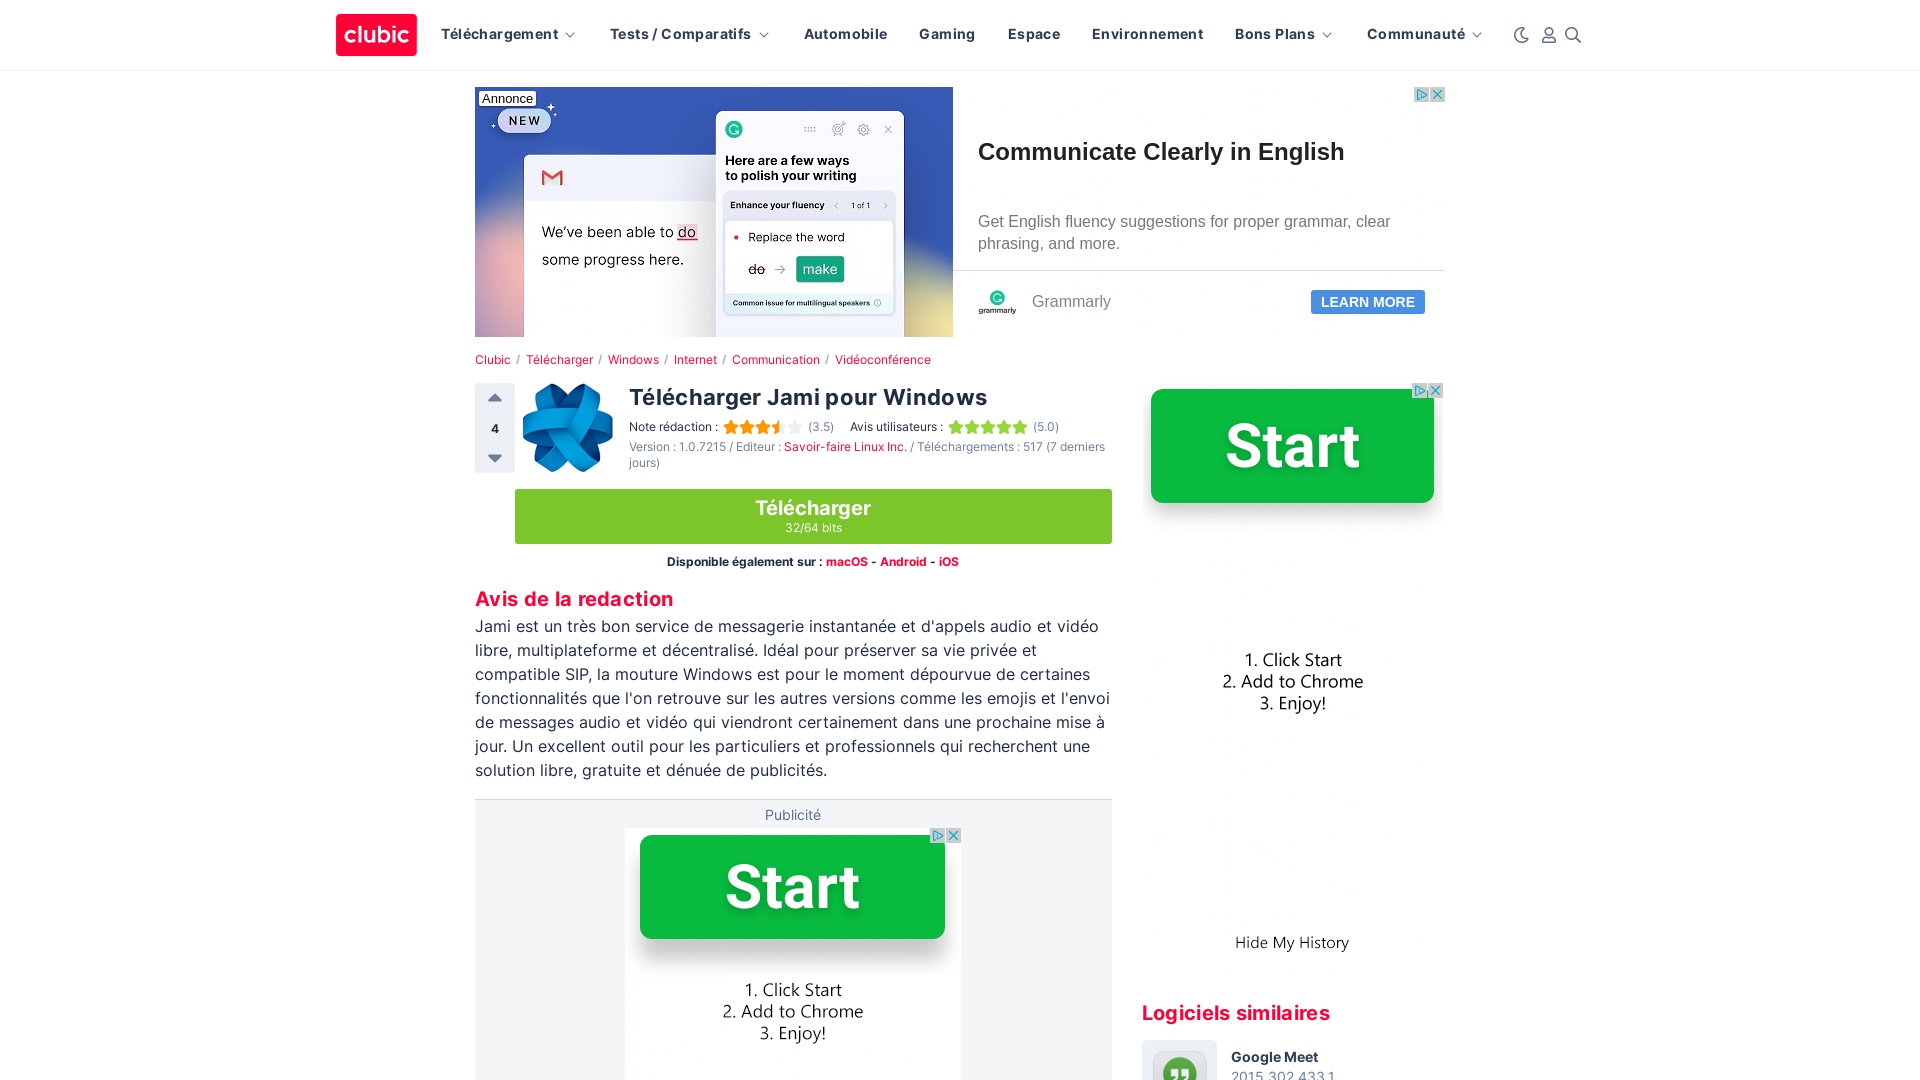 clubic Téléchargement Tests / Comparatifs Automobile Gaming Espace Environnement Bons Plans Communauté
Annonce
NEW
Here are a few ways
to polish your writing
Enhance your fluency 1 of 1
We've been able to do
some progress here.
Replace the word
do → make
Common issue for multilingual speakers
Communicate Clearly in English
Get English fluency suggestions for proper grammar, clear
phrasing, and more.
grammarly
Grammarly
LEARN MORE
Clubic / Télécharger / Windows / Internet / Communication / Vidéoconférence
4
Télécharger Jami pour Windows
Note rédaction : (3.5) Avis utilisateurs : (5.0)
Version : 1.0.7215 / Editeur : Savoir-faire Linux Inc. / Téléchargements : 517 (7 derniers
jours)
Télécharger
32/64 bits
Disponible également sur : macOS - Android - iOS
Avis de la redaction
Jami est un très bon service de messagerie instantanée et d'appels audio et vidéo
libre, multiplateforme et décentralisé. Idéal pour préserver sa vie privée et
compatible SIP, la mouture Windows est pour le moment dépourvue de certaines
fonctionnalités que l'on retrouve sur les autres versions comme les emojis et l'envoi
de messages audio et vidéo qui viendront certainement dans une prochaine mise à
jour. Un excellent outil pour les particuliers et professionnels qui recherchent une
solution libre, gratuite et dénuée de publicités.
Publicité
Start
1. Click Start
2. Add to Chrome
3. Enjoy!
Start
1. Click Start
2. Add to Chrome
3. Enjoy!
Hide My History
Logiciels similaires
Google Meet
2015.302.433.1